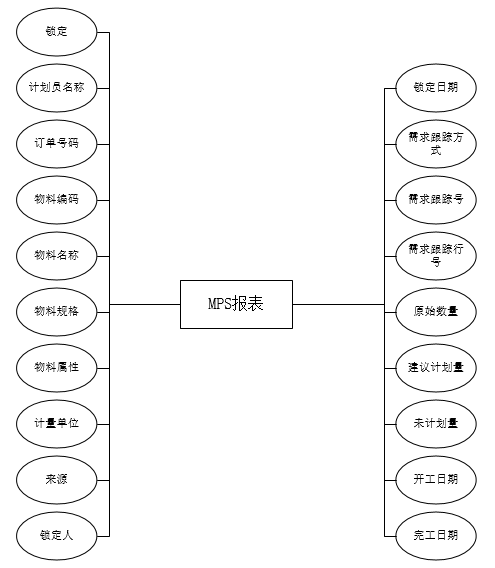 锁定
计划员名称
订单号码
物料编码
物料名称
物料规格
物料属性
计量单位
来源
锁定人
MPS报表
锁定日期
需求跟踪方
式
需求跟踪号
需求跟踪行
号
原始数量
建议计划量
未计划量
开工日期
完工日期